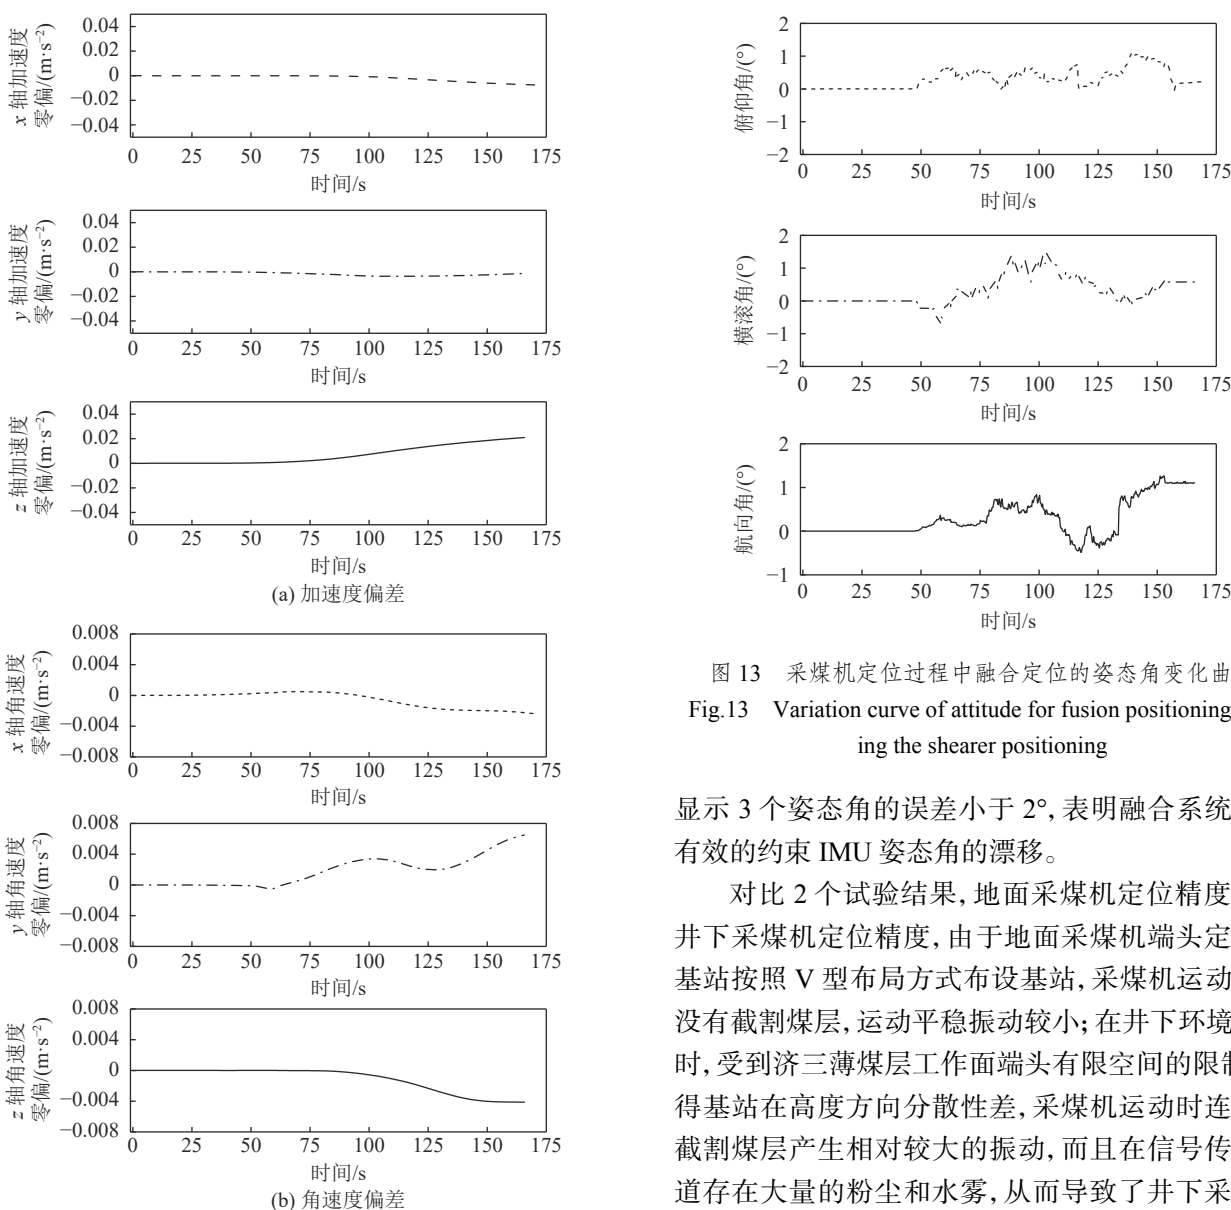 x 轴加速度
零偏/(m·s⁻²)
0.04
0.02
0
−0.02
−0.04
0 25 50 75 100 125 150 175
时间/s
y 轴加速度
零偏/(m·s⁻²)
0.04
0.02
0
−0.02
−0.04
0 25 50 75 100 125 150 175
时间/s
z 轴加速度
零偏/(m·s⁻²)
0.04
0.02
0
−0.02
−0.04
0 25 50 75 100 125 150 175
时间/s
(a) 加速度偏差
x 轴角速度
零偏/(m·s⁻²)
0.008
0.004
0
−0.004
−0.008
0 25 50 75 100 125 150 175
时间/s
y 轴角速度
零偏/(m·s⁻²)
0.008
0.004
0
−0.004
−0.008
0 25 50 75 100 125 150 175
时间/s
z 轴角速度
零偏/(m·s⁻²)
0.008
0.004
0
−0.004
−0.008
0 25 50 75 100 125 150 175
时间/s
(b) 角速度偏差
俯仰角/(°)
2
1
0
−1
−2
0 25 50 75 100 125 150 175
时间/s
横滚角/(°)
2
1
0
−1
−2
0 25 50 75 100 125 150 175
时间/s
航向角/(°)
2
1
0
−1
0 25 50 75 100 125 150 175
时间/s
图 13 采煤机定位过程中融合定位的姿态角变化曲
Fig.13 Variation curve of attitude for fusion positioning
ing the shearer positioning
显示 3 个姿态角的误差小于 2°, 表明融合系统
有效的约束 IMU 姿态角的漂移。
对比 2 个试验结果, 地面采煤机定位精度
井下采煤机定位精度, 由于地面采煤机端头定
基站按照 V 型布局方式布设基站, 采煤机运动
没有截割煤层, 运动平稳振动较小; 在井下环境
时, 受到济三薄煤层工作面端头有限空间的限制
得基站在高度方向分散性差, 采煤机运动时连
截割煤层产生相对较大的振动, 而且在信号传
道存在大量的粉尘和水雾, 从而导致了井下采